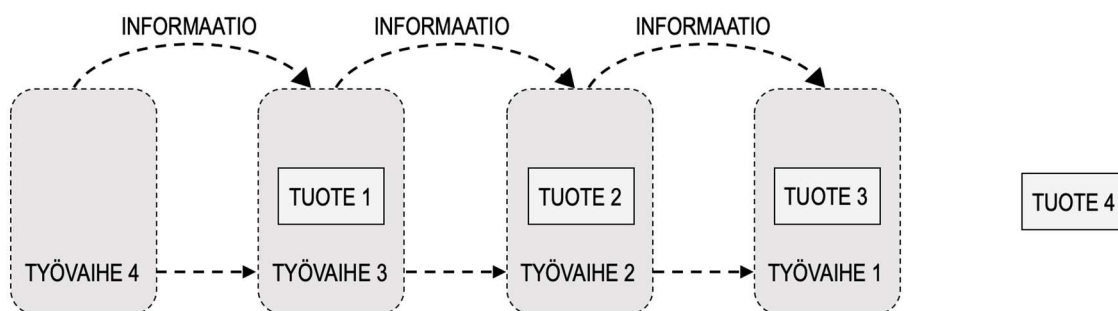 INFORMAATIO INFORMAATIO INFORMAATIO
TUOTE 1 TUOTE 2 TUOTE 3 TUOTE 4
TYÖVAIHE 4 TYÖVAIHE 3 TYÖVAIHE 2 TYÖVAIHE 1